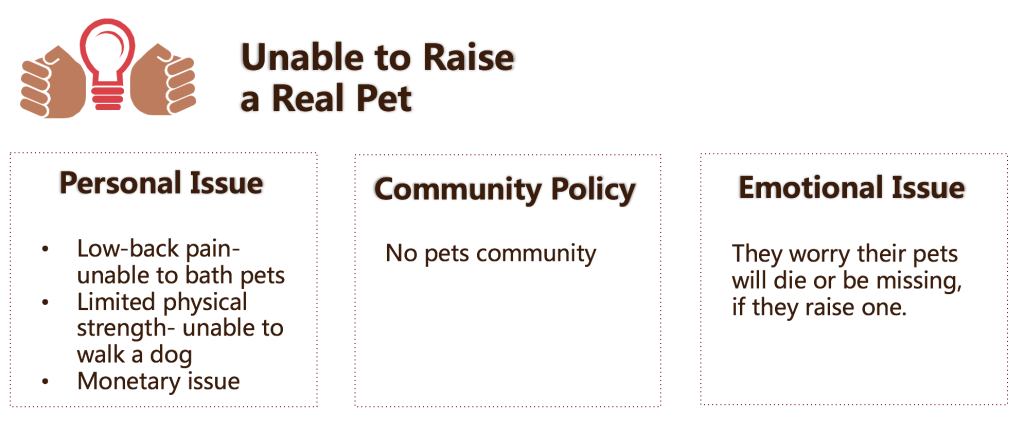 Unable to Raise
a Real Pet
Personal Issue
• Low-back pain-
unable to bath pets
• Limited physical
strength- unable to
walk a dog
• Monetary issue
Community Policy
No pets community
Emotional Issue
They worry their pets
will die or be missing,
if they raise one.